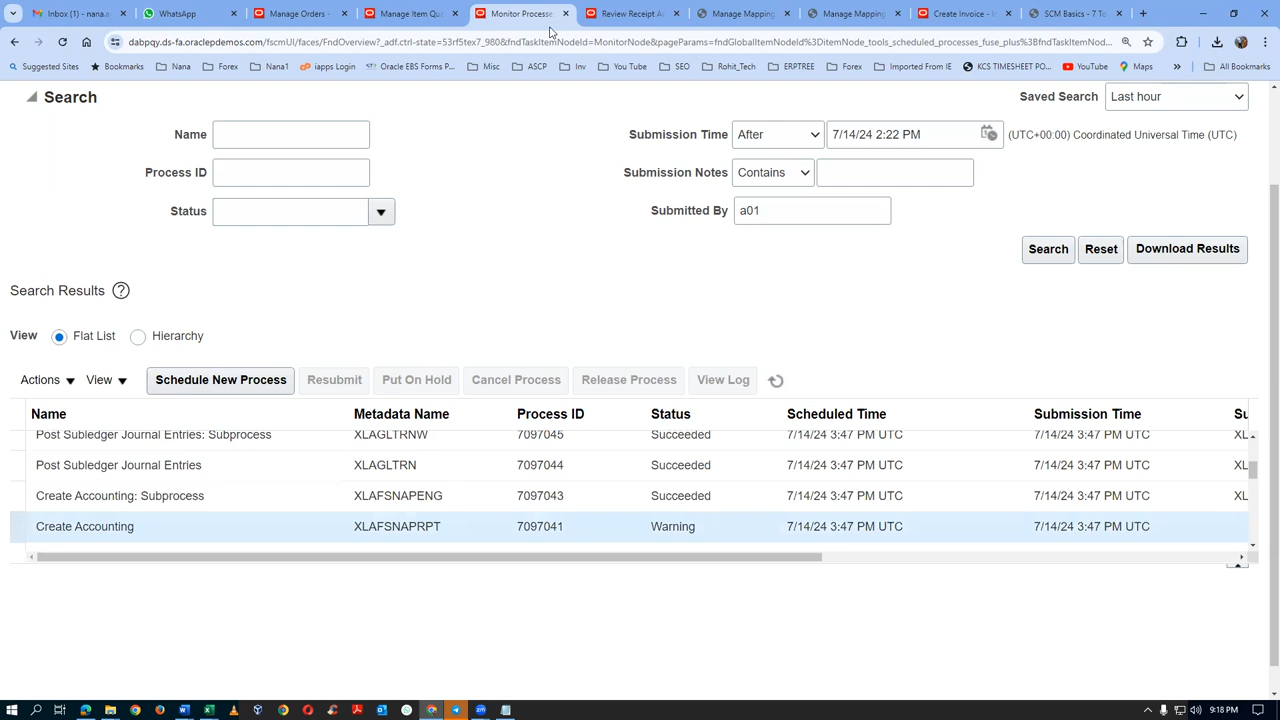 Inbox (1) - nana.m
WhatsApp
Manage Orders -
Manage Item Qua
Monitor Processe
Review Receipt A
Manage Mapping
Manage Mapping
Create Invoice - I
SCM Basics - 7 To
dabpqy.ds-fa.oraclepdemos.com/fscmUI/faces/FndOverview?_adf.ctrl-state=53rf5tex7_980&fndTaskItemNodeId=MonitorNode&pageParams=fndGlobalItemNodeId%3DitemNode_tools_scheduled_processes_fuse_plus%3BfndTaskItemNod...
Suggested Sites
Bookmarks
Nana
Forex
Nana1
iapps Login
Oracle EBS Forms P...
Misc
ASCP
Inv
You Tube
SEO
Rohit_Tech
ERPTREE
Forex
Imported From IE
KCS TIMESHEET PO...
YouTube
Maps
All Bookmarks
Search
Saved Search Last hour
Name
Submission Time After 7/14/24 2:22 PM (UTC+00:00) Coordinated Universal Time (UTC)
Process ID
Submission Notes Contains
Status
Submitted By a01
Search Reset Download Results
Search Results ?
View Flat List Hierarchy
Actions View Schedule New Process Resubmit Put On Hold Cancel Process Release Process View Log
Name Metadata Name Process ID Status Scheduled Time Submission Time Su
Post Subledger Journal Entries: Subprocess XLAGLTRNW 7097045 Succeeded 7/14/24 3:47 PM UTC 7/14/24 3:47 PM UTC XL
Post Subledger Journal Entries XLAGLTRN 7097044 Succeeded 7/14/24 3:47 PM UTC 7/14/24 3:47 PM UTC XL
Create Accounting: Subprocess XLAFSNAPENG 7097043 Succeeded 7/14/24 3:47 PM UTC 7/14/24 3:47 PM UTC XL
Create Accounting XLAFSNAPRPT 7097041 Warning 7/14/24 3:47 PM UTC 7/14/24 3:47 PM UTC
9:18 PM